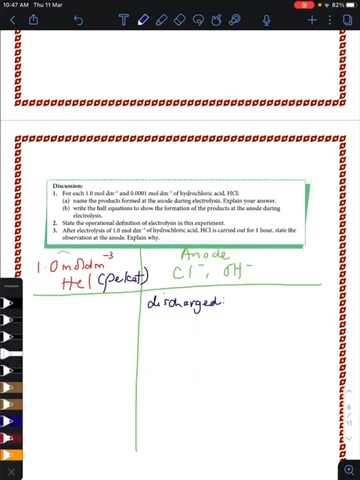 10:47 AM Thu 11 Mar
82%
Discussion:
1. For each 1.0 mol dm⁻³ and 0.0001 mol dm⁻³ of hydrochloric acid, HCl:
(a) name the products formed at the anode during electrolysis. Explain your answer.
(b) write the half equations to show the formation of the products at the anode during
electrolysis.
2. State the operational definition of electrolysis in this experiment.
3. After electrolysis of 1.0 mol dm⁻³ of hydrochloric acid, HCl is carried out for 1 hour, state the
observation at the anode. Explain why.
1.0 mol dm⁻³
HCl (pekat)
Anode
Cl⁻, OH⁻
discharged:
6
/
11